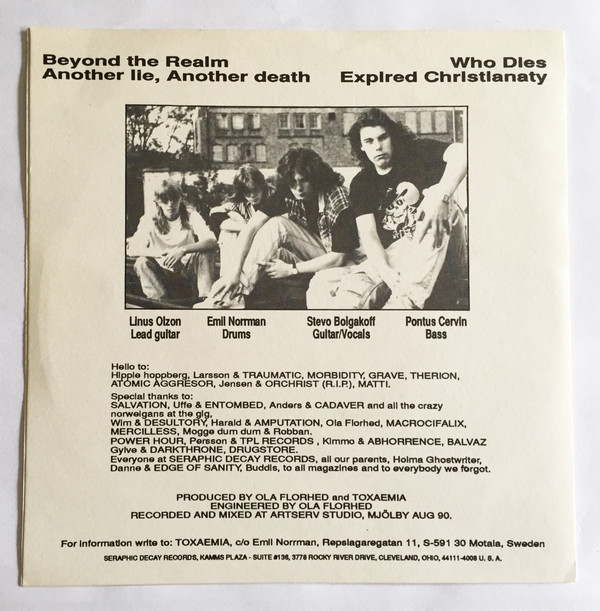 Beyond the Realm
Another lie, Another death
Who Dies
Expired Christianaty
Linus Olzon
Lead guitar
Emil Norrman
Drums
Stevo Bolgakoff
Guitar/Vocals
Pontus Cervin
Bass
Hello to:
Hippie hoppberg, Larsson & TRAUMATIC, MORBIDITY, GRAVE, THERION,
ATOMIC AGGRESOR, Jensen & ORCHRIST (R.I.P.), MATTI.
Special thanks to:
SALVATION, Uffe & ENTOMBED, Anders & CADAVER and all the crazy
norweigans at the gig,
Wim & DESULTORY, Harald & AMPUTATION, Ola Florhed, MACROCIFALIX,
MERCILLESS, Mogge dum dum & Robban.
POWER HOUR, Persson & TPL RECORDS , Kimmo & ABHORRENCE, BALVAZ
Gylve & DARKTHRONE, DRUGSTORE.
Everyone at SERAPHIC DECAY RECORDS, all our parents, Holma Ghostwriter,
Danne & EDGE OF SANITY, Buddis, to all magazines and to everybody we forgot.
PRODUCED BY OLA FLORHED and TOXAEMIA
ENGINEERED BY OLA FLORHED
RECORDED AND MIXED AT ARTSERV STUDIO, MJÖLBY AUG 90.
For information write to: TOXAEMIA, c/o Emil Norrman, Repslagaregatan 11, S-591 30 Motala, Sweden
SERAPHIC DECAY RECORDS, KAMMS PLAZA - SUITE #136, 3778 ROCKY RIVER DRIVE, CLEVELAND, OHIO, 44111-4008 U. S. A.